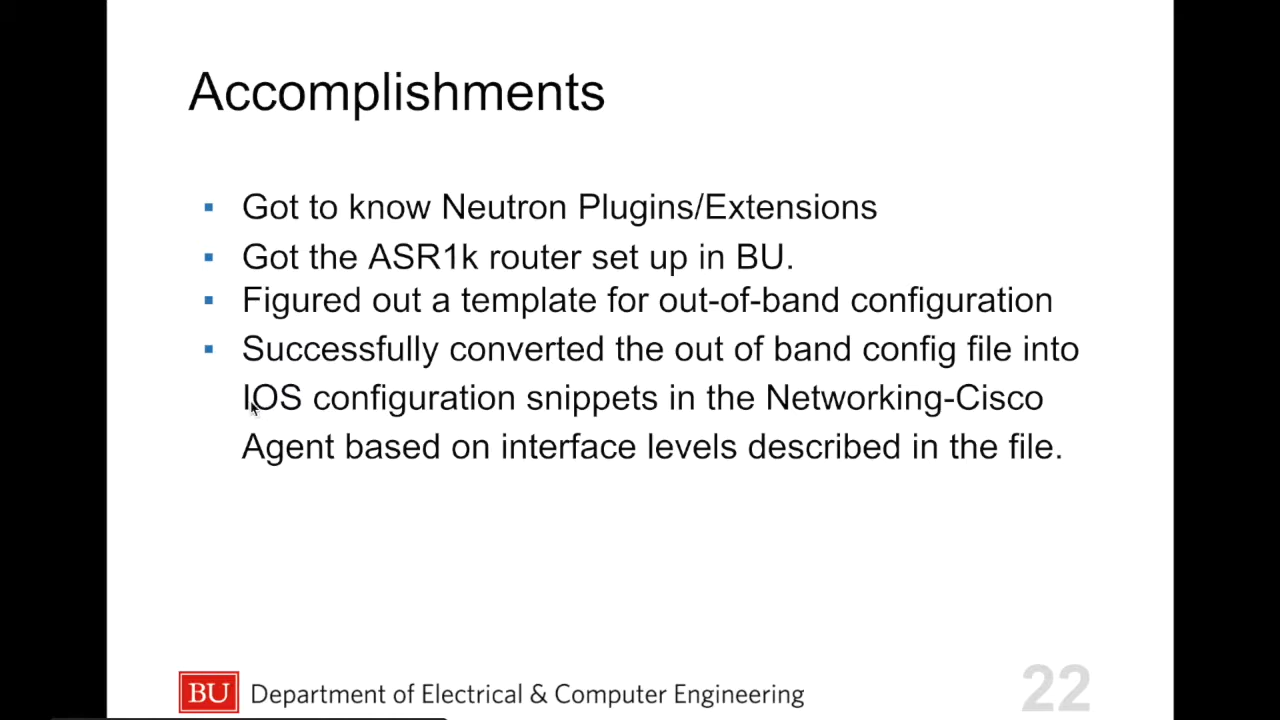 Accomplishments
▪ Got to know Neutron Plugins/Extensions
▪ Got the ASR1k router set up in BU.
▪ Figured out a template for out-of-band configuration
▪ Successfully converted the out of band config file into
IOS configuration snippets in the Networking-Cisco
Agent based on interface levels described in the file.
BU Department of Electrical & Computer Engineering
22